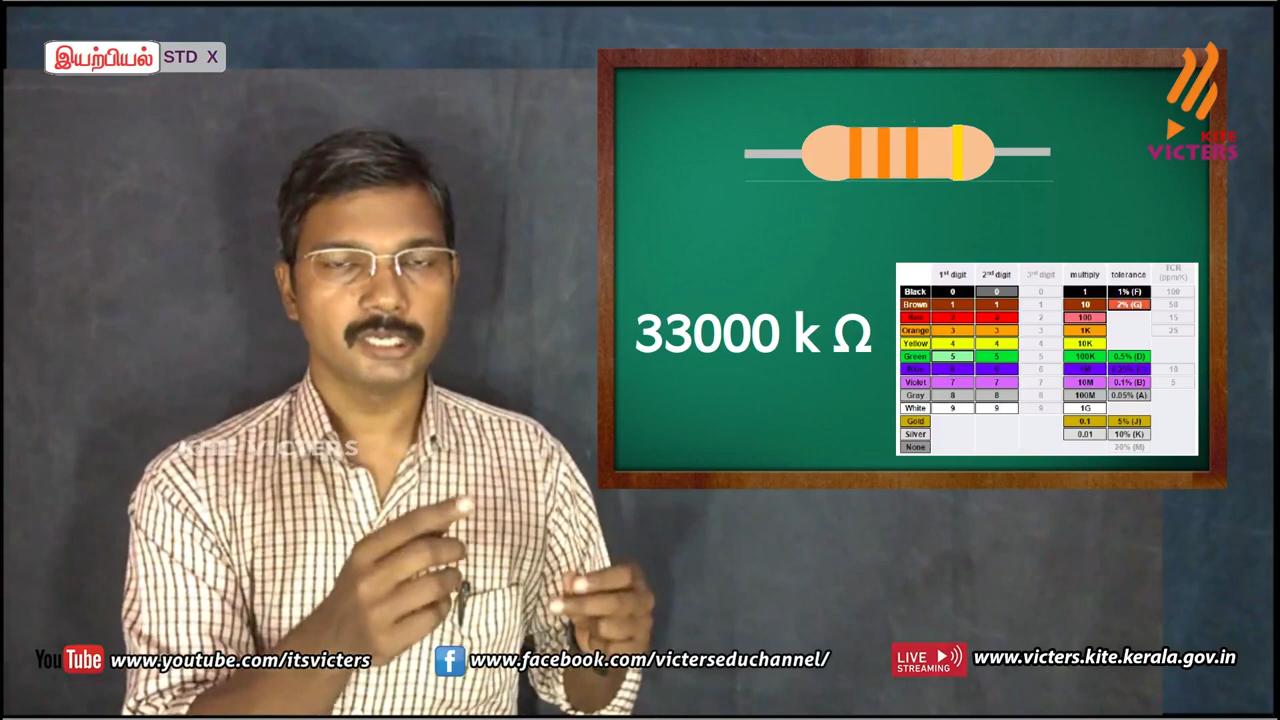 இயற்பியல் STD X
KITE
VICTERS
33000 k Ω
1st digit 2nd digit 3rd digit multiply tolerance TCR (ppm/K)
Black 0 0 0 1 1% (F) 100
Brown 1 1 1 10 2% (G) 50
Red 2 2 2 100 15
Orange 3 3 3 1K 25
Yellow 4 4 4 10K
Green 5 5 5 100K 0.5% (D)
Blue 6 6 6 1M 0.25% (C) 10
Violet 7 7 7 10M 0.1% (B) 5
Gray 8 8 8 100M 0.05% (A)
White 9 9 9 1G
Gold 0.1 5% (J)
Silver 0.01 10% (K)
None 20% (M)
KITE VICTERS
YouTube www.youtube.com/itsvicters
f www.facebook.com/victerseduchannel/
LIVE STREAMING www.victers.kite.kerala.gov.in